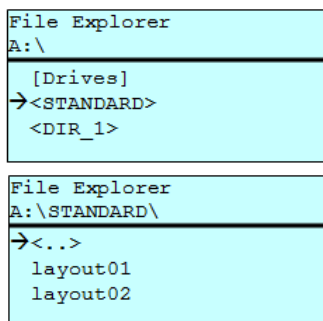 File Explorer
A:\
[Drives]
→<STANDARD>
<DIR_1>
File Explorer
A:\STANDARD\
→<..>
layout01
layout02